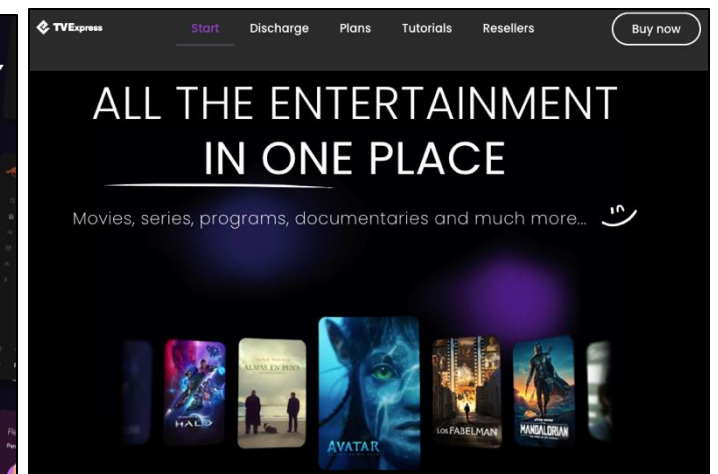 TVExpress
Start Discharge Plans Tutorials Resellers Buy now
ALL THE ENTERTAINMENT
IN ONE PLACE
Movies, series, programs, documentaries and much more...
HALO
ALMAS EN PENA
AVATAR
LOS FABELMAN
MANDALORIAN